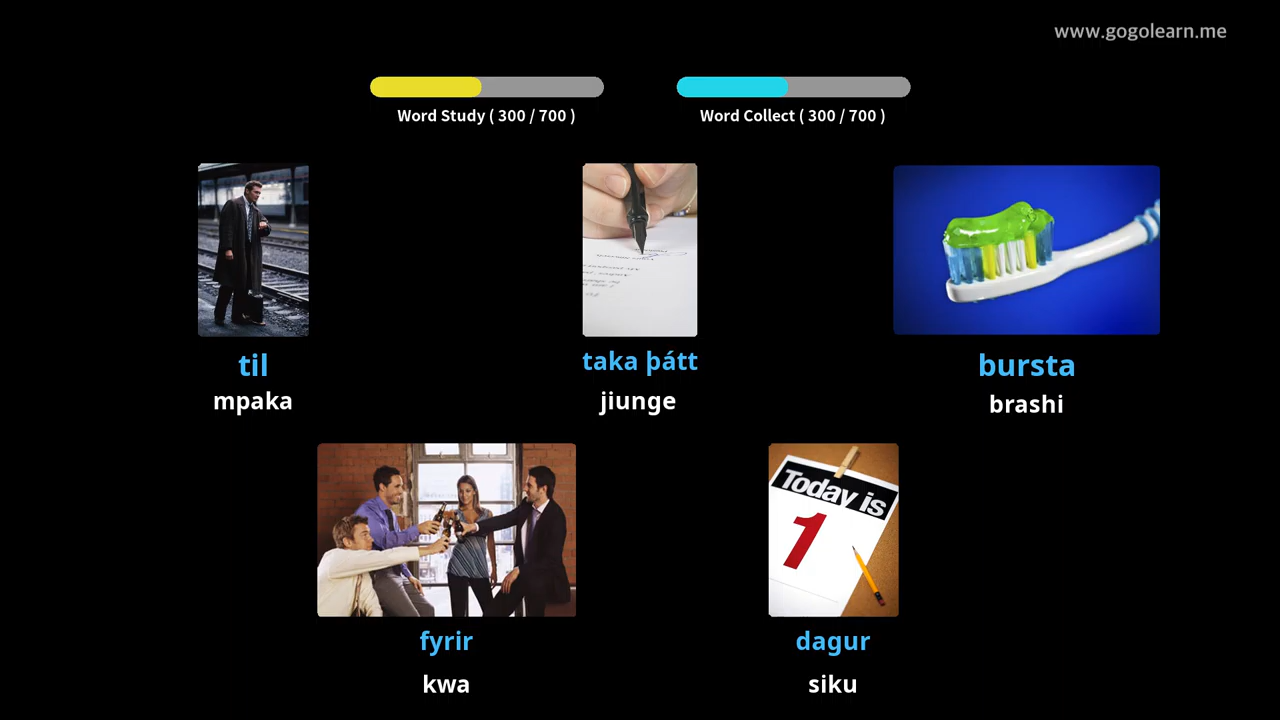 www.gogolearn.me
Word Study ( 300 / 700 )
Word Collect ( 300 / 700 )
til
mpaka
taka þátt
jiunge
bursta
brashi
Today is
1
fyrir
kwa
dagur
siku